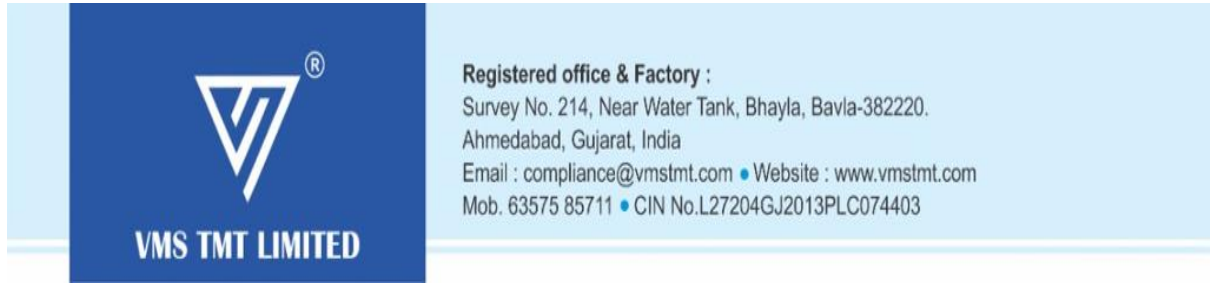 ®
VMS TMT LIMITED
Registered office & Factory :
Survey No. 214, Near Water Tank, Bhayla, Bavla-382220.
Ahmedabad, Gujarat, India
Email : compliance@vmstmt.com • Website : www.vmstmt.com
Mob. 63575 85711 • CIN No.L27204GJ2013PLC074403